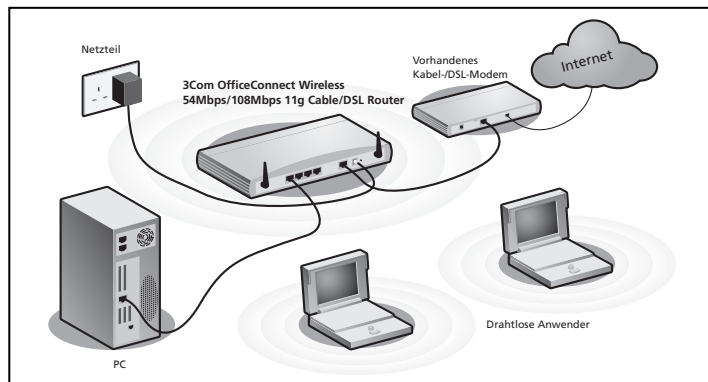 Netzteil
3Com OfficeConnect Wireless
54Mbps/108Mbps 11g Cable/DSL Router
Vorhandenes
Kabel-/DSL-Modem
Internet
Drahtlose Anwender
PC